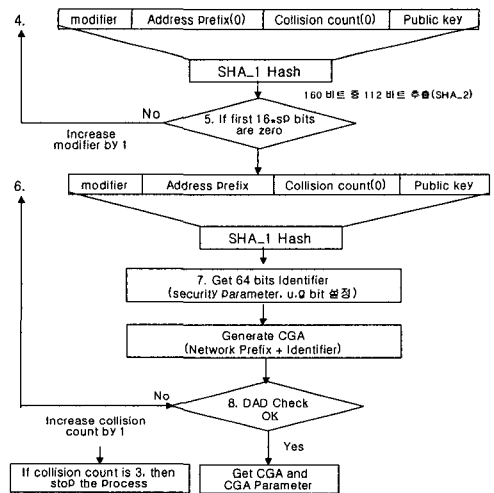 4.
modifier Address Prefix(0) Collision count(0) Public key
SHA_1 Hash
160 비트 중 112 비트 추출(SHA_2)
No
5. If first 16*sp bits
are zero
Increase
modifier by 1
6.
modifier Address Prefix Collision count(0) Public key
SHA_1 Hash
7. Get 64 bits Identifier
(security Parameter, u.g bit 설정)
Generate CGA
(Network Prefix + Identifier)
No
8. DAD Check
OK
Increase collision
count by 1
Yes
If collision count is 3, then
stop the Process
Get CGA and
CGA Parameter